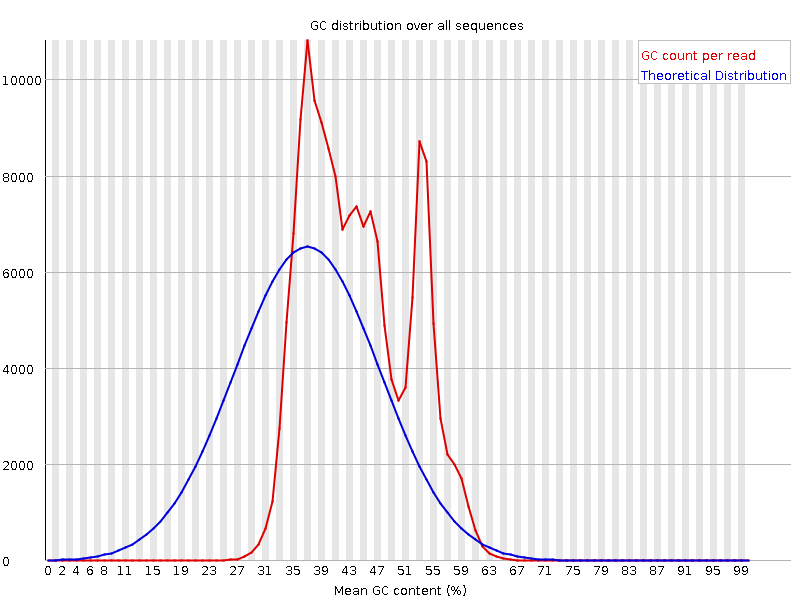 GC distribution over all sequences
GC count per read
Theoretical Distribution
10000
8000
6000
4000
2000
0
0 2 4 6 8 11 15 19 23 27 31 35 39 43 47 51 55 59 63 67 71 75 79 83 87 91 95 99
Mean GC content (%)